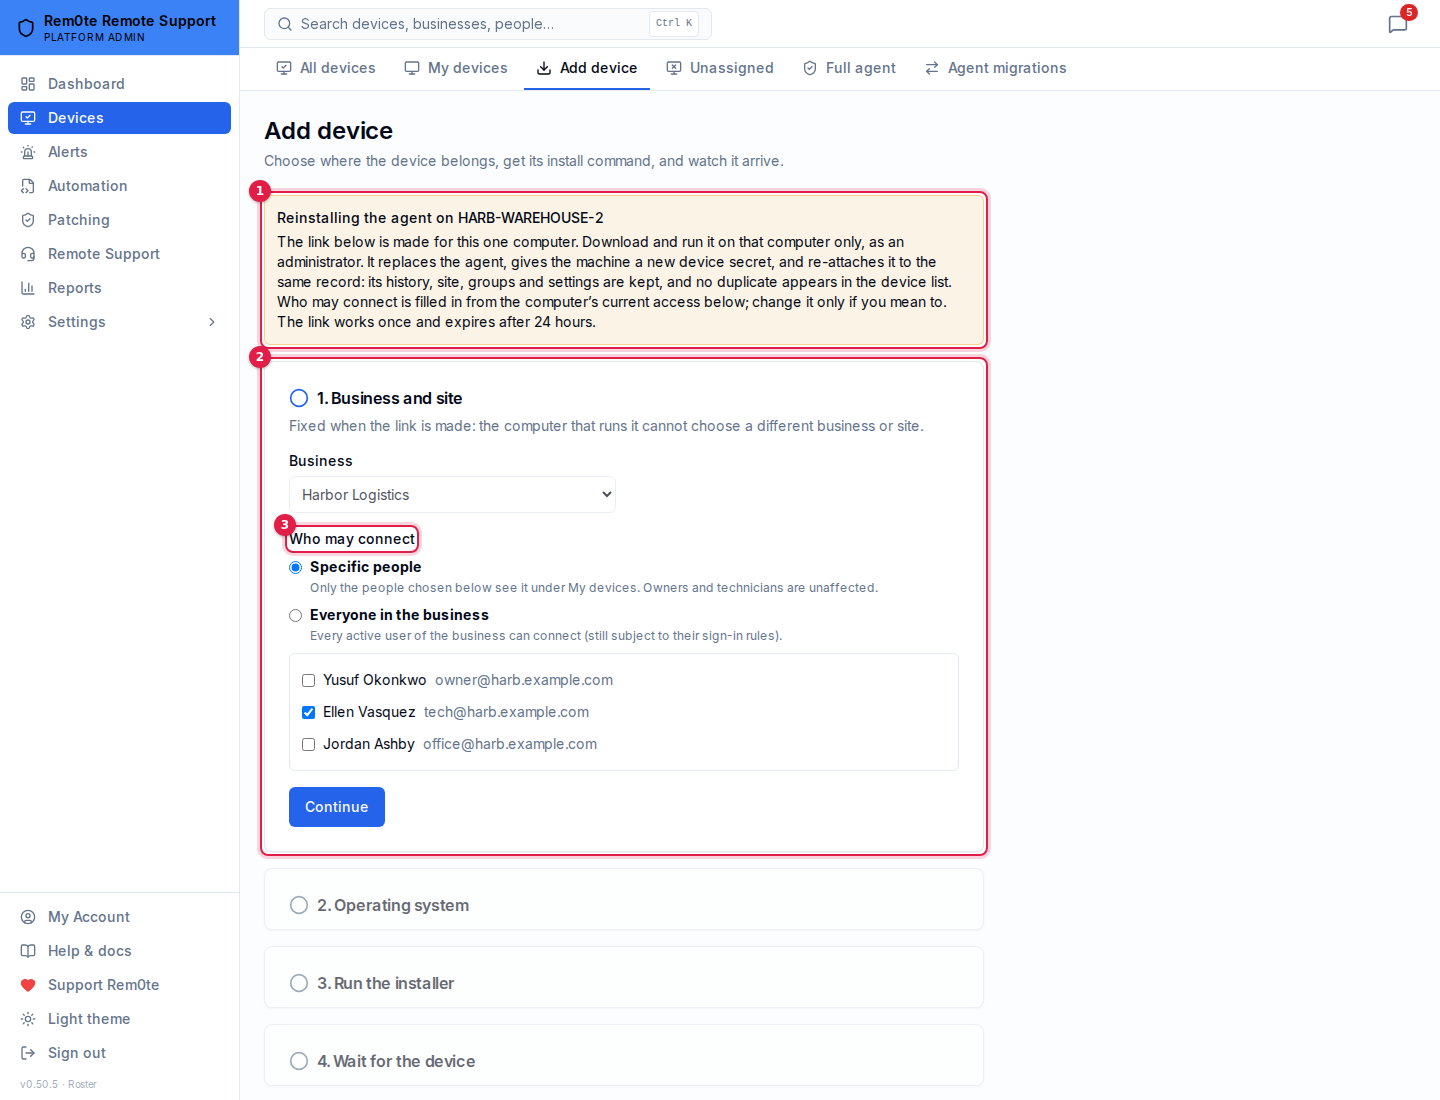 Rem0te Remote Support
PLATFORM ADMIN
Search devices, businesses, people...
Ctrl K
5
Dashboard
Devices
Alerts
Automation
Patching
Remote Support
Reports
Settings
All devices
My devices
Add device
Unassigned
Full agent
Agent migrations
Add device
Choose where the device belongs, get its install command, and watch it arrive.
1
Reinstalling the agent on HARB-WAREHOUSE-2
The link below is made for this one computer. Download and run it on that computer only, as an
administrator. It replaces the agent, gives the machine a new device secret, and re-attaches it to the
same record: its history, site, groups and settings are kept, and no duplicate appears in the device list.
Who may connect is filled in from the computer's current access below; change it only if you mean to.
The link works once and expires after 24 hours.
2
1. Business and site
Fixed when the link is made: the computer that runs it cannot choose a different business or site.
Business
Harbor Logistics
3
Who may connect
Specific people
Only the people chosen below see it under My devices. Owners and technicians are unaffected.
Everyone in the business
Every active user of the business can connect (still subject to their sign-in rules).
Yusuf Okonkwo owner@harb.example.com
Ellen Vasquez tech@harb.example.com
Jordan Ashby office@harb.example.com
Continue
2. Operating system
3. Run the installer
4. Wait for the device
My Account
Help & docs
Support Rem0te
Light theme
Sign out
v0.50.5 · Roster